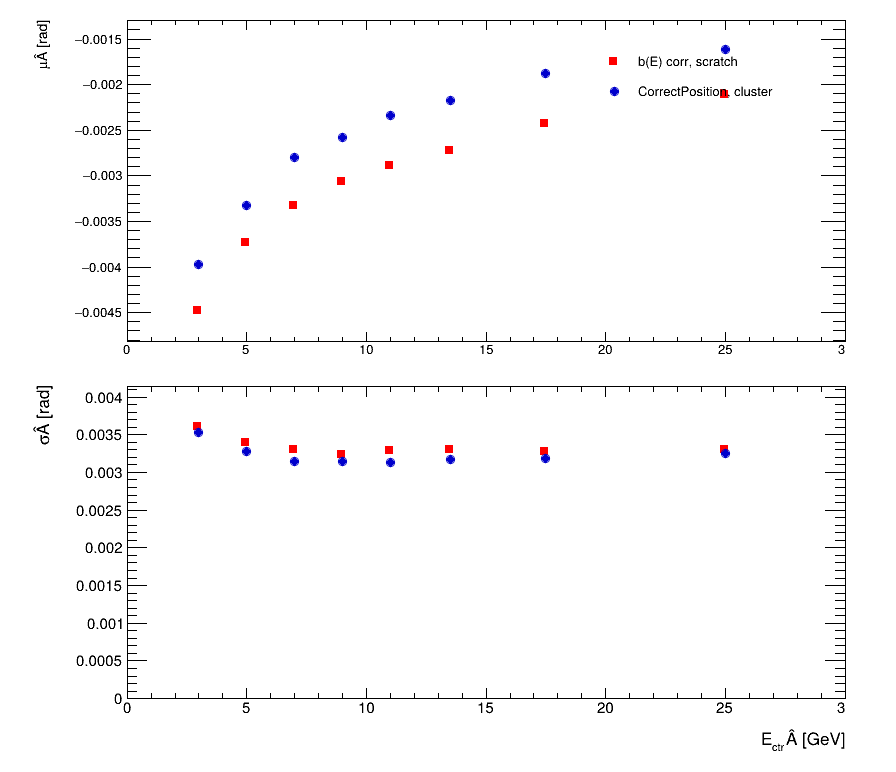 μÂ [rad]
−0.0015
−0.002
−0.0025
−0.003
−0.0035
−0.004
−0.0045
b(E) corr, scratch
CorrectPosition, cluster
0 5 10 15 20 25 3
σÂ [rad]
0.004
0.0035
0.003
0.0025
0.002
0.0015
0.001
0.0005
0
0 5 10 15 20 25 3
E_ctr Â [GeV]